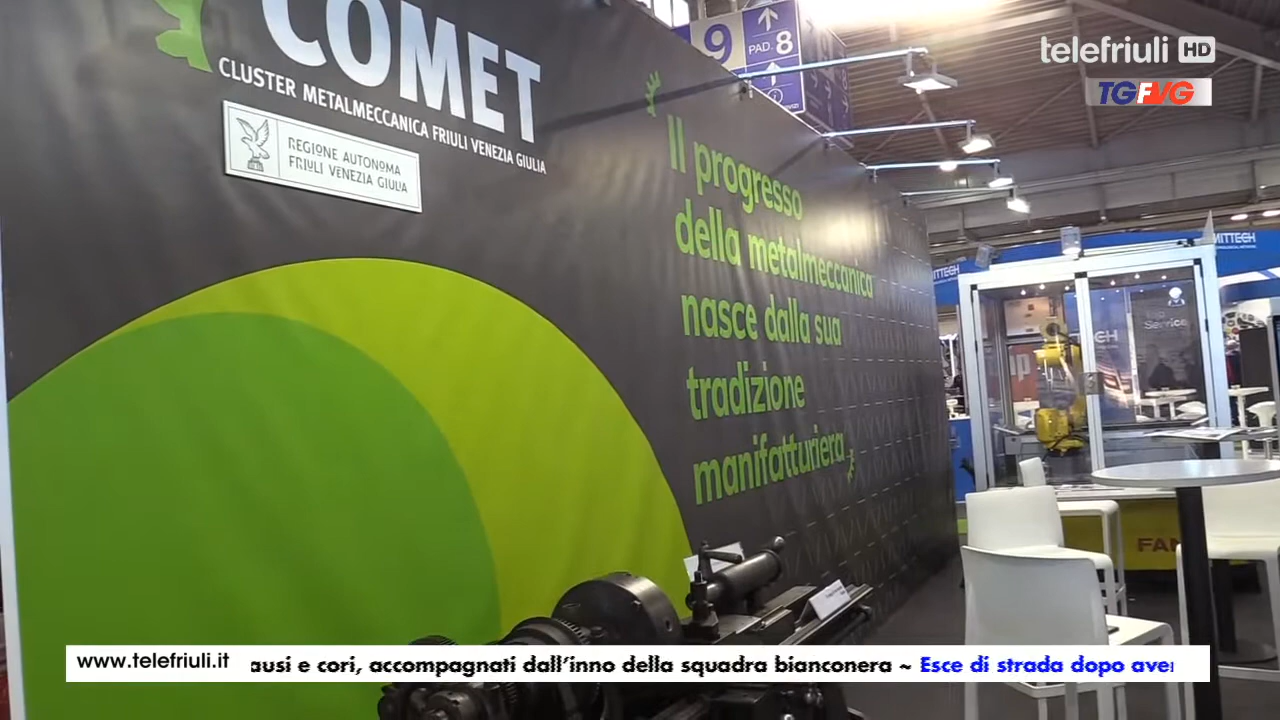 COMET
CLUSTER METALMECCANICA FRIULI VENEZIA GIULIA
REGIONE AUTONOMA
FRIULI VENEZIA GIULIA
9
PAD. 8
telefriuli HD
TGFVG
Il progresso
della metalmeccanica
nasce dalla sua
tradizione
manifatturiera
MITTECH
MITTECH
Service
FAN
www.telefriuli.it
ausi e cori, accompagnati dall'inno della squadra bianconera ~ Esce di strada dopo aver